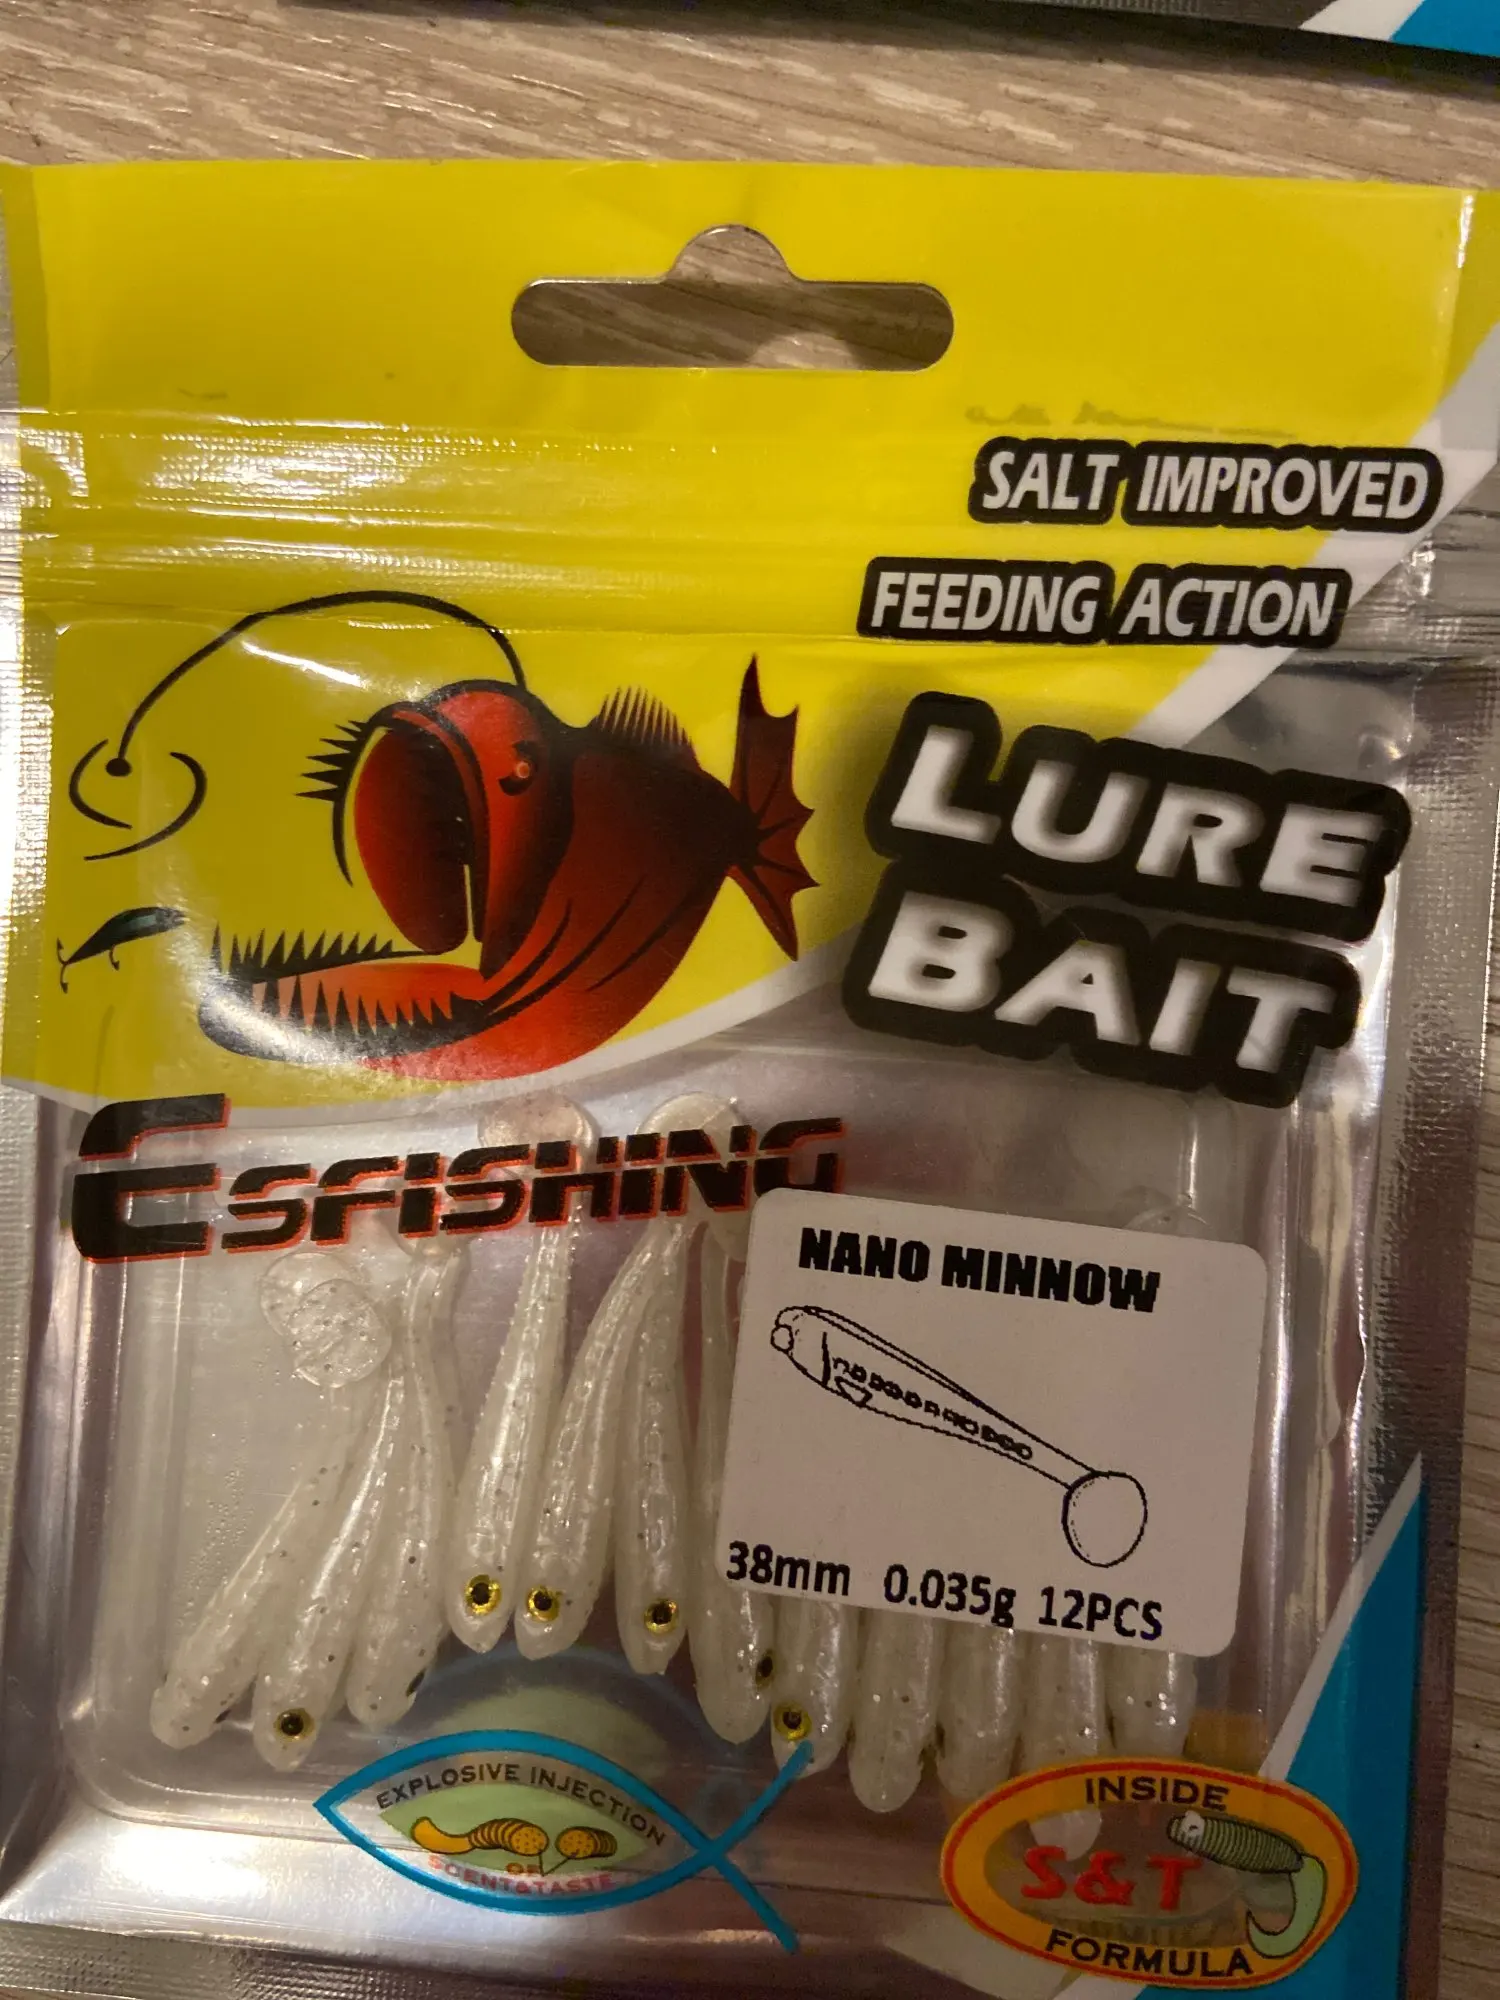 SALT IMPROVED
FEEDING ACTION
LURE
BAIT
ESFISHING
NANO MINNOW
38mm 0.035g 12PCS
EXPLOSIVE INJECTION
OF
SCENT&TASTE
INSIDE
S&T
FORMULA